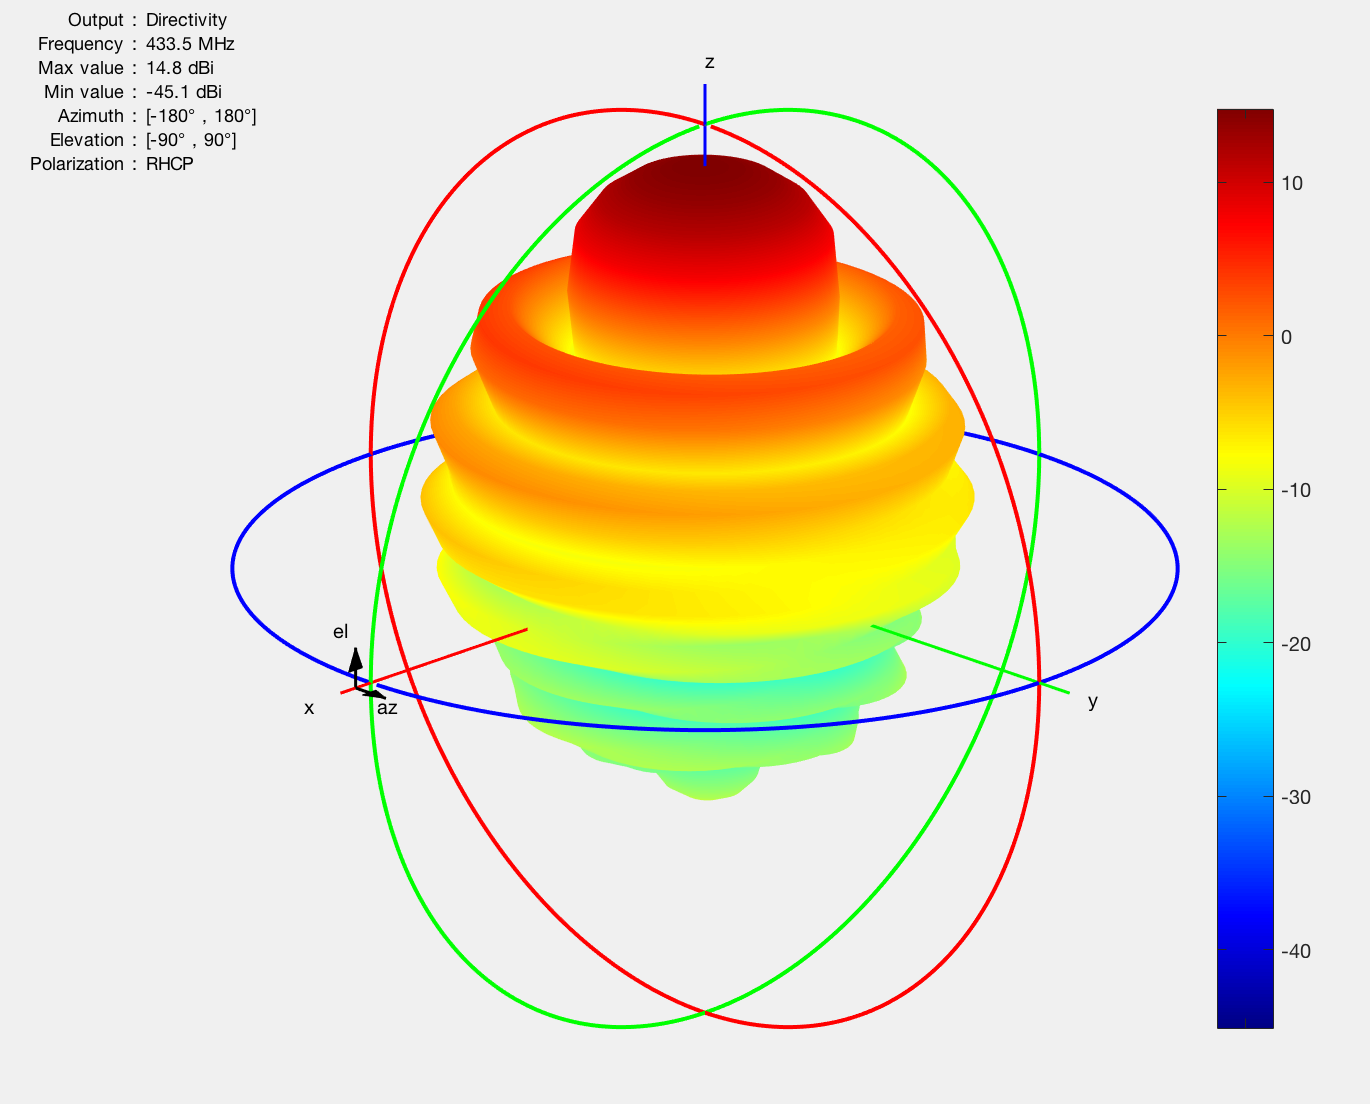 Output : Directivity
Frequency : 433.5 MHz
Max value : 14.8 dBi
Min value : -45.1 dBi
Azimuth : [-180° , 180°]
Elevation : [-90° , 90°]
Polarization : RHCP
z
10
0
-10
-20
-30
-40
el
x
az
y